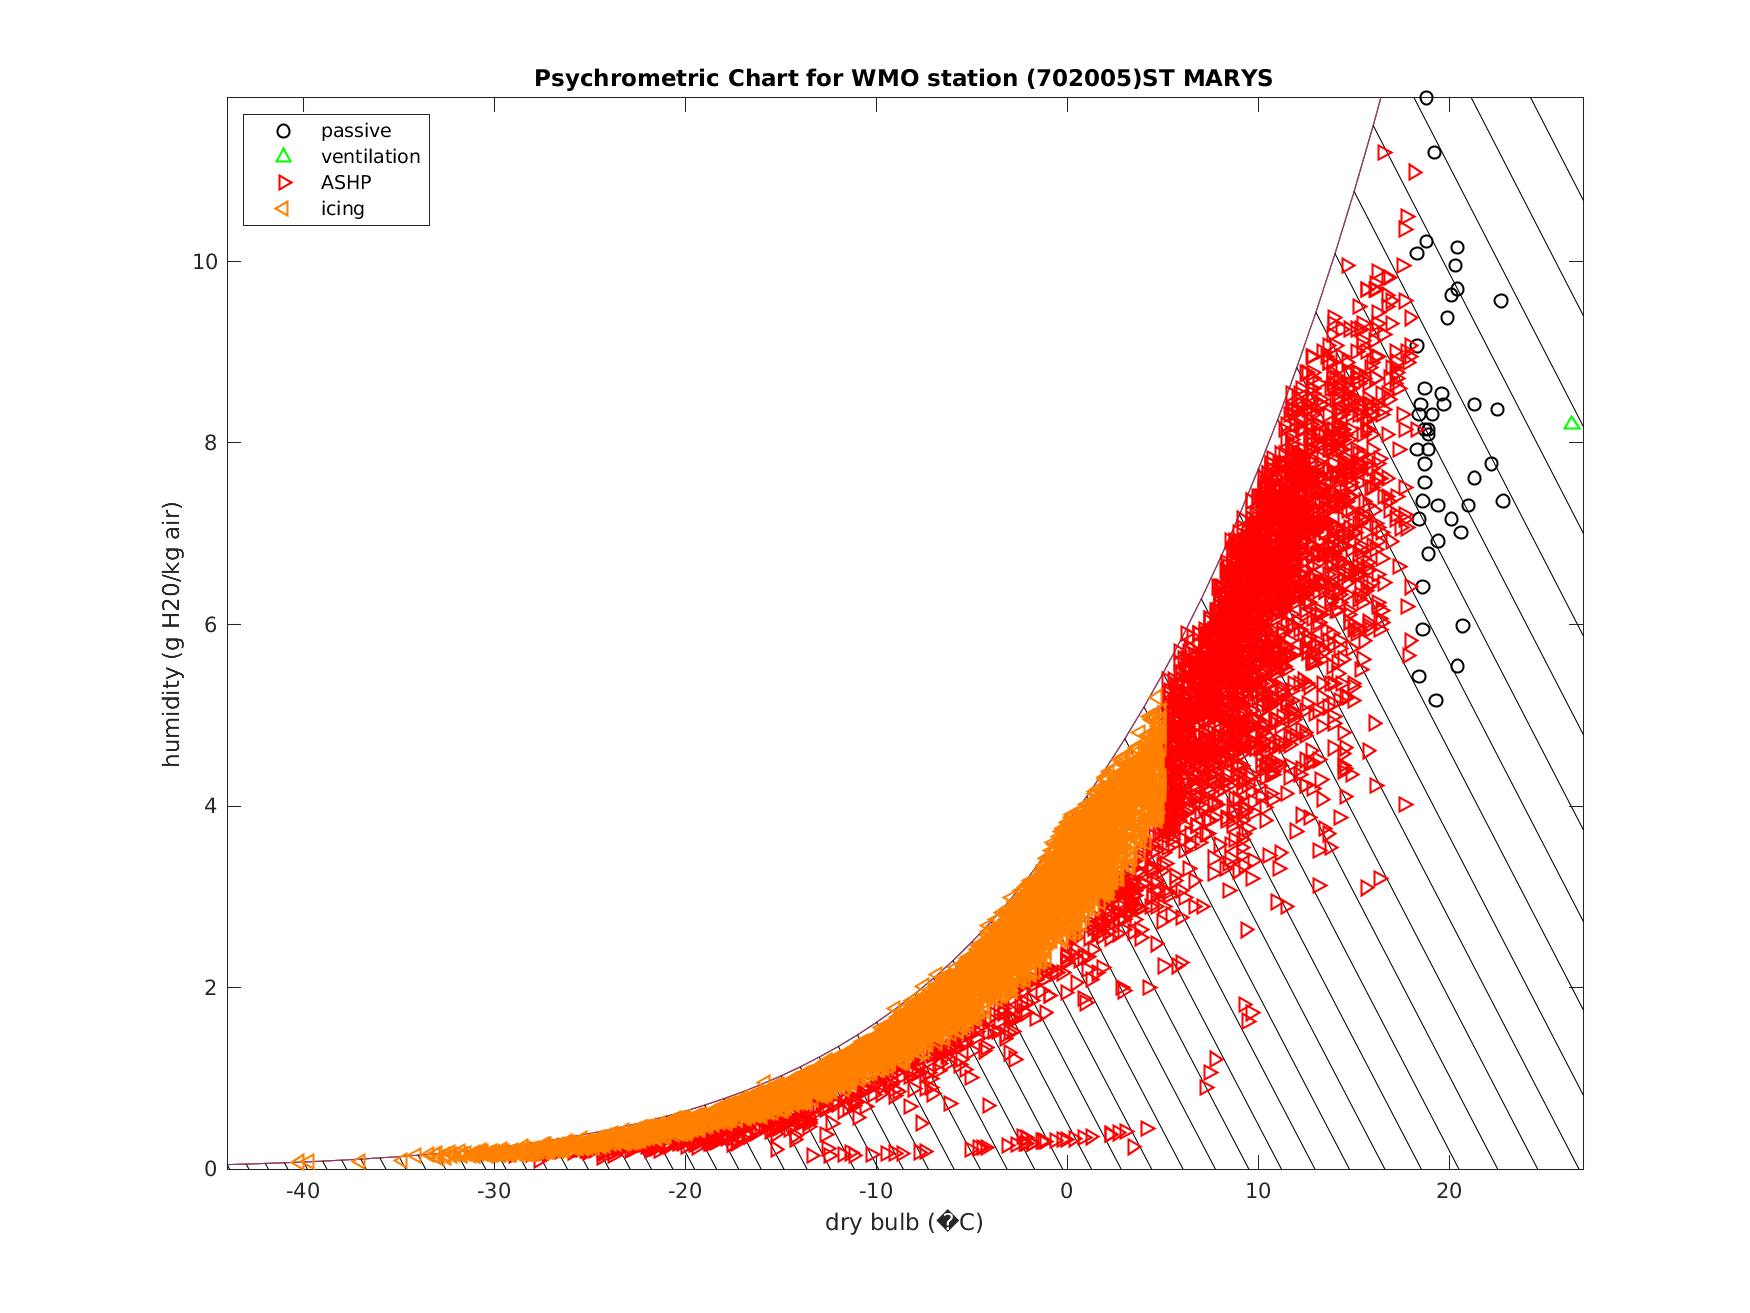 Psychrometric Chart for WMO station (702005)ST MARYS
passive
ventilation
ASHP
icing
10
8
6
4
2
0
humidity (g H20/kg air)
-40 -30 -20 -10 0 10 20
dry bulb (�C)